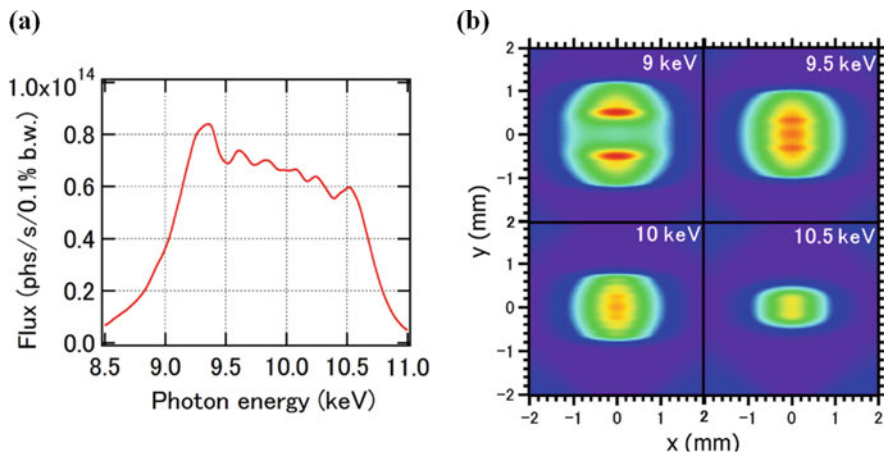 (a)
1.0x10^14
0.8
0.6
0.4
0.2
0.0
Flux (phs/s/0.1% b.w.)
8.5 9.0 9.5 10.0 10.5 11.0
Photon energy (keV)
(b)
9 keV 9.5 keV
10 keV 10.5 keV
2
1
0
-1
2
1
0
-1
-2
y (mm)
-2 -1 0 1 2 -1 0 1 2
x (mm)